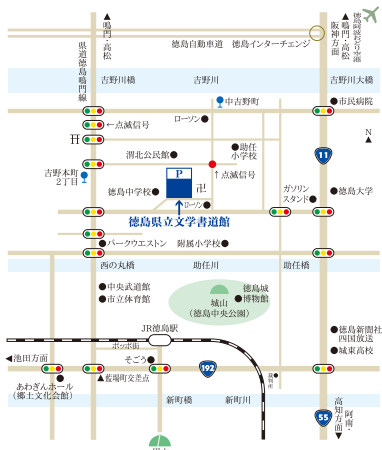 ▲鳴門・高松
▲鳴門・高松
阪神方面
徳島阿波おどり空港
徳島自動車道 徳島インターチェンジ
県道徳島鳴門線
吉野川橋 吉野川 吉野川大橋
中吉野町
市民病院
ローソン
←点滅信号
N
渭北公民館
助任
小学校
11
↑点滅信号
吉野本町
2丁目
P
徳島中学校
卍
ガソリン
スタンド
徳島大学
ローソン
徳島県立文学書道館
パークウエストン 附属小学校
西の丸橋 助任川 助任橋
中央武道館
市立体育館
徳島城
博物館
城山
(徳島中央公園)
JR徳島駅
徳島新聞社
四国放送
ポッポ街
◀池田方面
そごう
城東高校
192
裁判所
あわぎんホール
(郷土文化会館)
▲藍場町交差点
新町橋 新町川
55
高知方面▼
阿南・